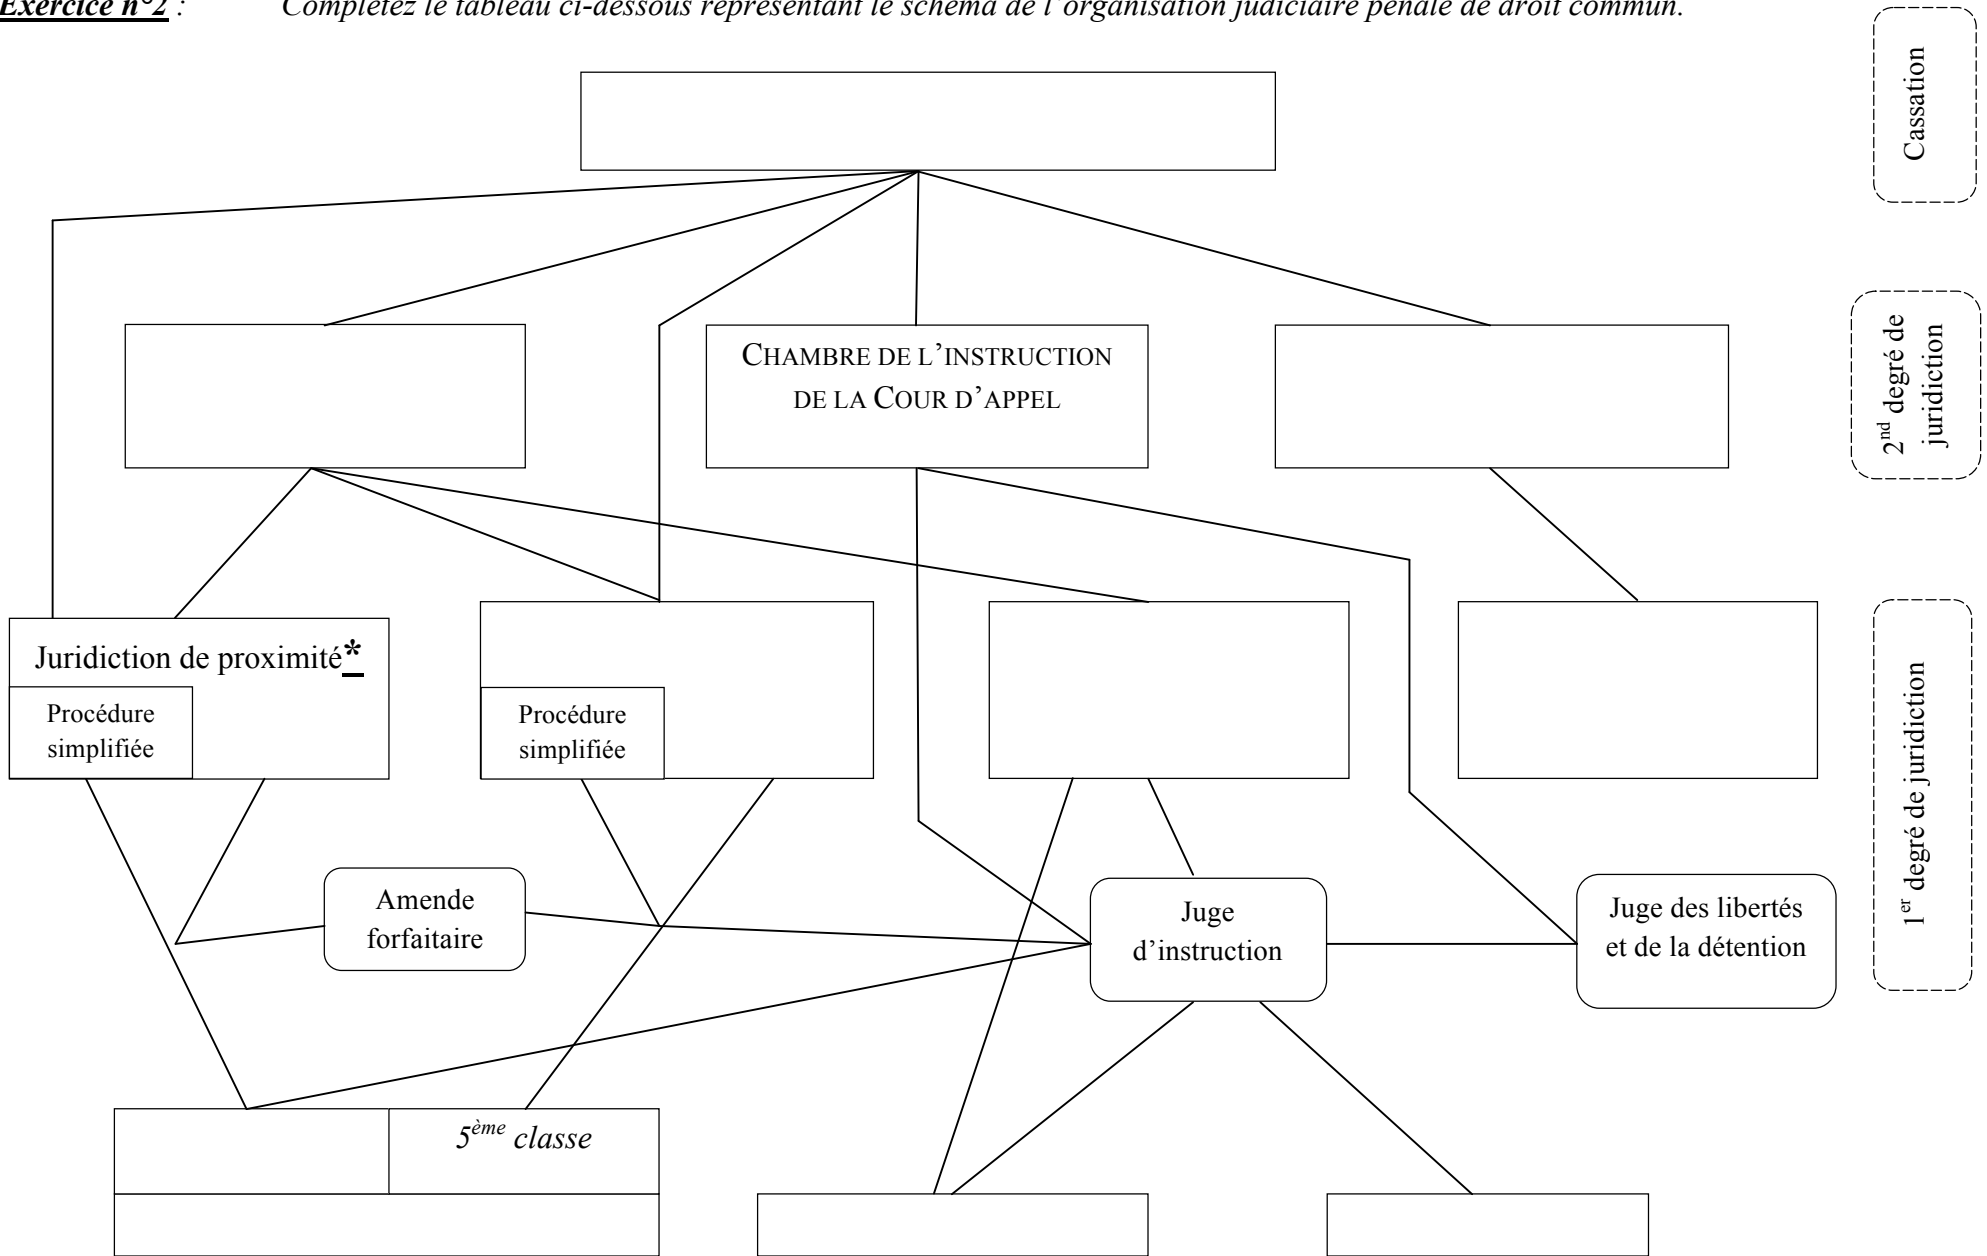 Exercice n°2 : Complétez le tableau ci-dessous représentant le schéma de l’organisation judiciaire pénale de droit commun.
Cassation
CHAMBRE DE L’INSTRUCTION
DE LA COUR D’APPEL
2nd degré de
juridiction
Juridiction de proximité*
Procédure
simplifiée
Procédure
simplifiée
1er degré de juridiction
Amende
forfaitaire
Juge
d’instruction
Juge des libertés
et de la détention
5ème classe